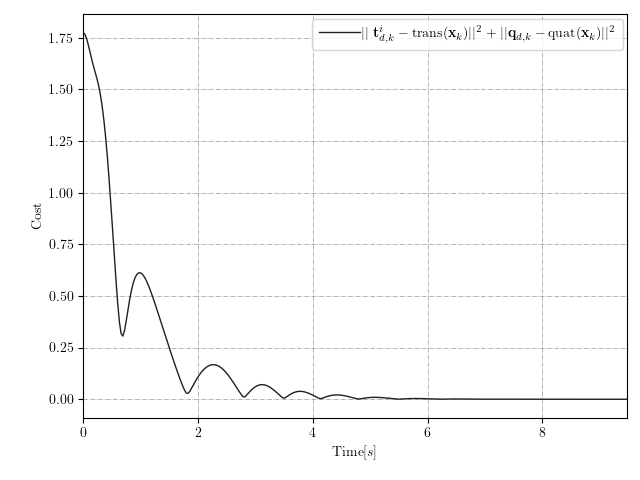 || t^i_{d,k} − trans(x_k)||^2 + ||q_{d,k} − quat(x_k)||^2
1.75
1.50
1.25
1.00
0.75
0.50
0.25
0.00
Cost
0 2 4 6 8
Time[s]